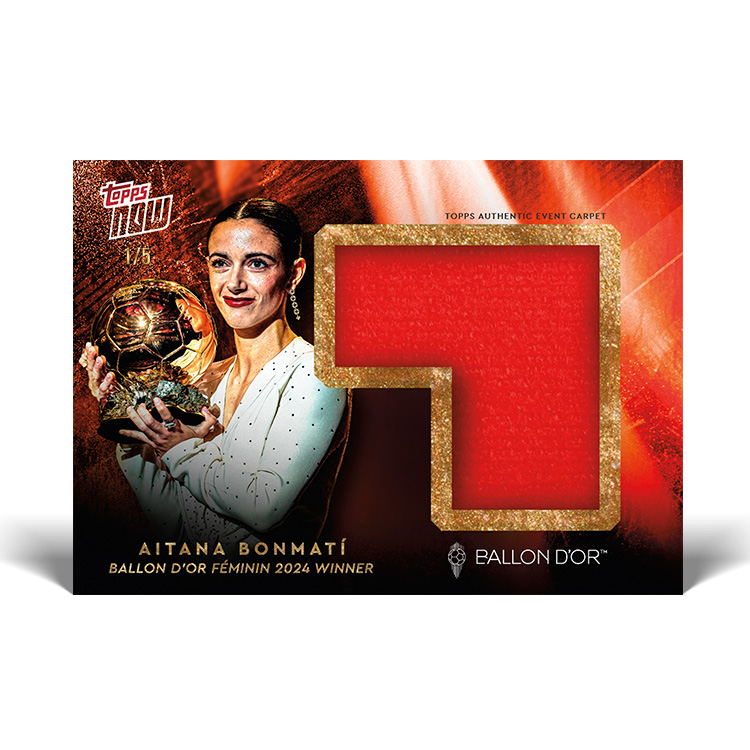 topps
now
1/5
TOPPS AUTHENTIC EVENT CARPET
AITANA BONMATÍ
BALLON D'OR FÉMININ 2024 WINNER
BALLON D'OR™